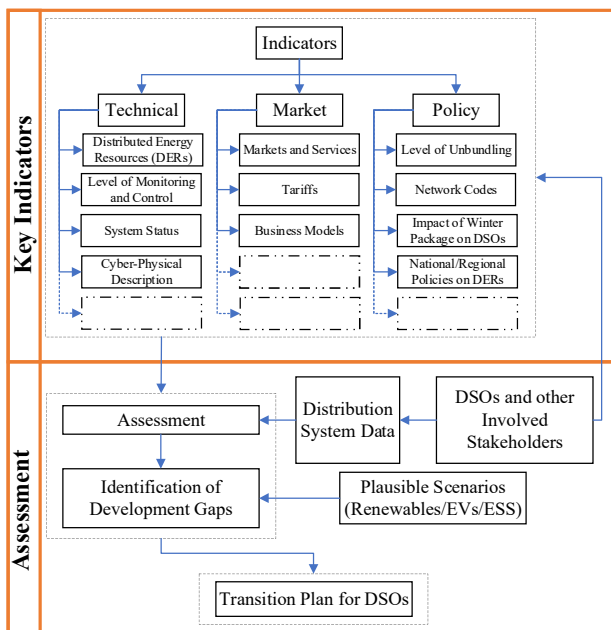 Key Indicators
Indicators
Technical
Market
Policy
Distributed Energy
Resources (DERs)
Markets and Services
Level of Unbundling
Level of Monitoring
and Control
Tariffs
Network Codes
System Status
Business Models
Impact of Winter
Package on DSOs
Cyber-Physical
Description
National/Regional
Policies on DERs
Assessment
Assessment
Distribution
System Data
DSOs and other
Involved
Stakeholders
Identification of
Development Gaps
Plausible Scenarios
(Renewables/EVs/ESS)
Transition Plan for DSOs